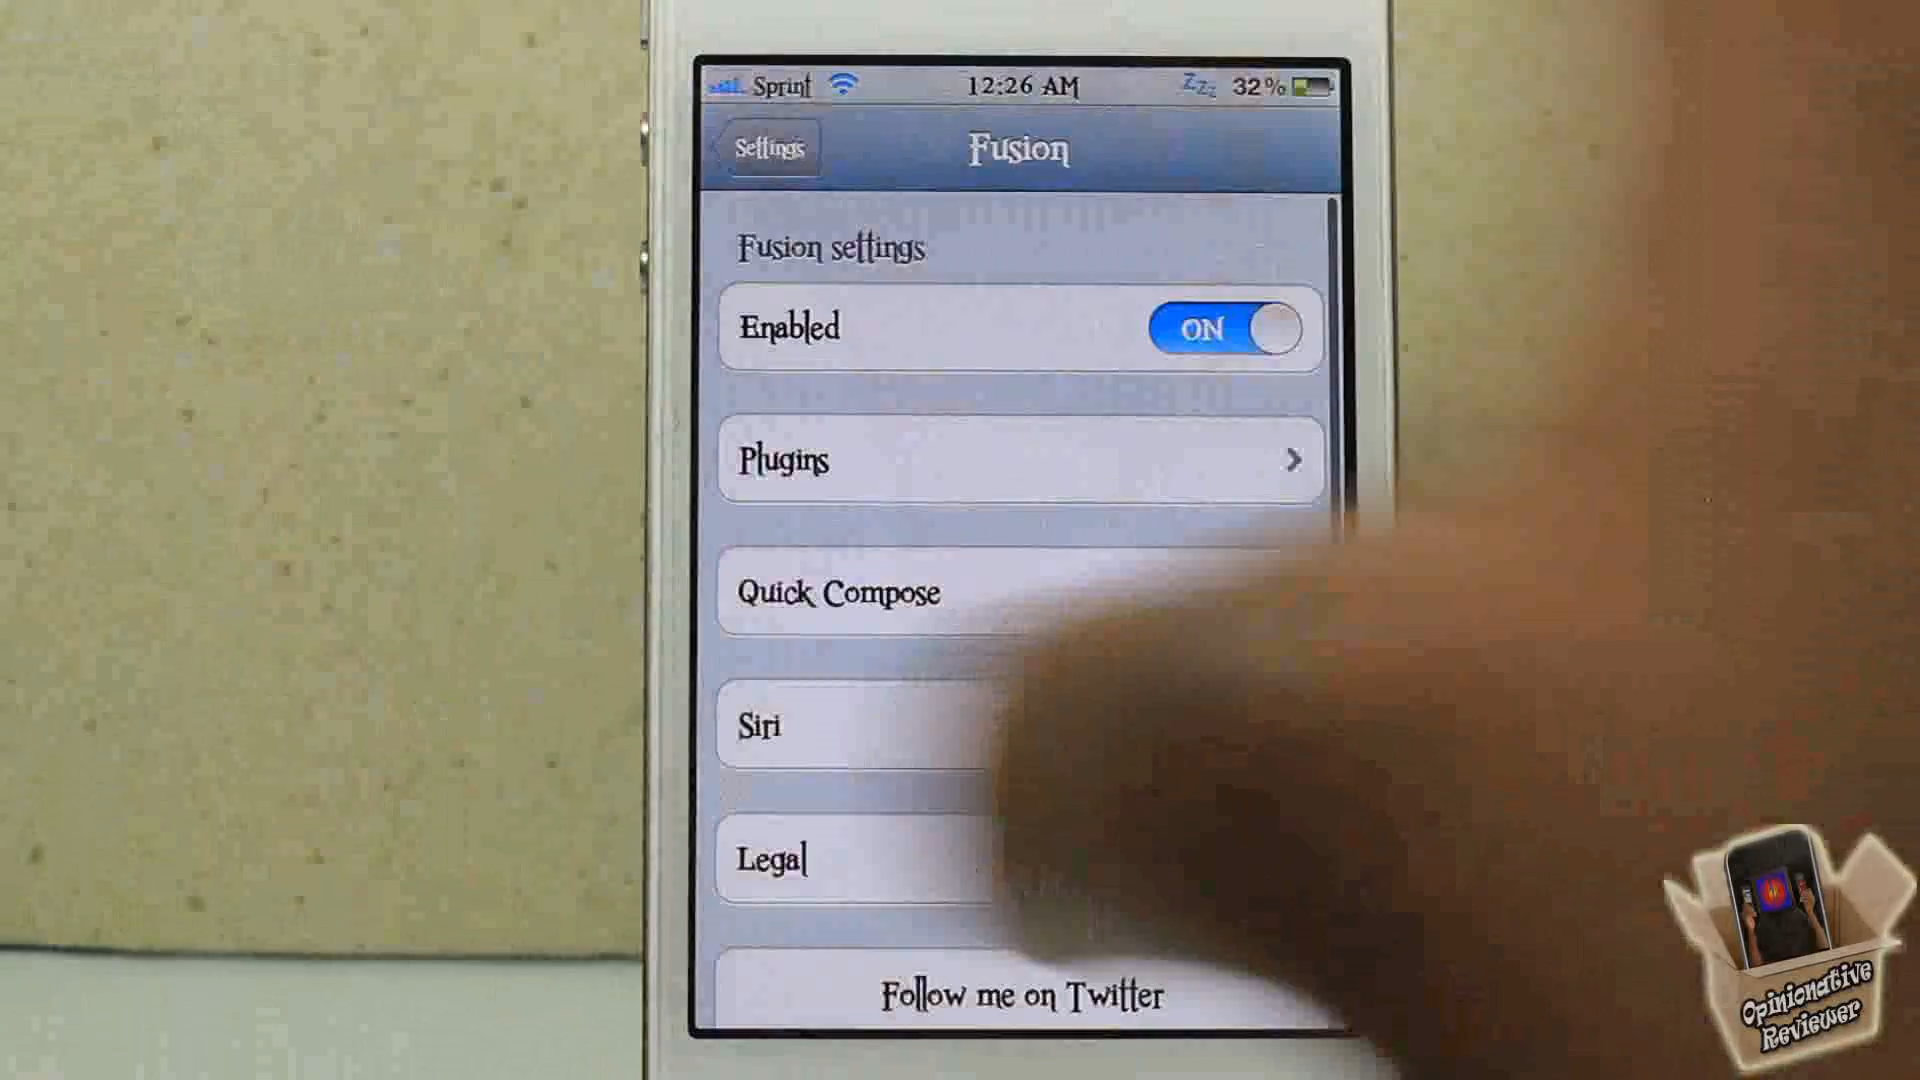 Sprint 12:26 AM ZZz 32%
Settings Fusion
Fusion settings
Enabled ON
Plugins
Quick Compose
Siri
Legal
Follow me on Twitter
Opinionative
Reviewer